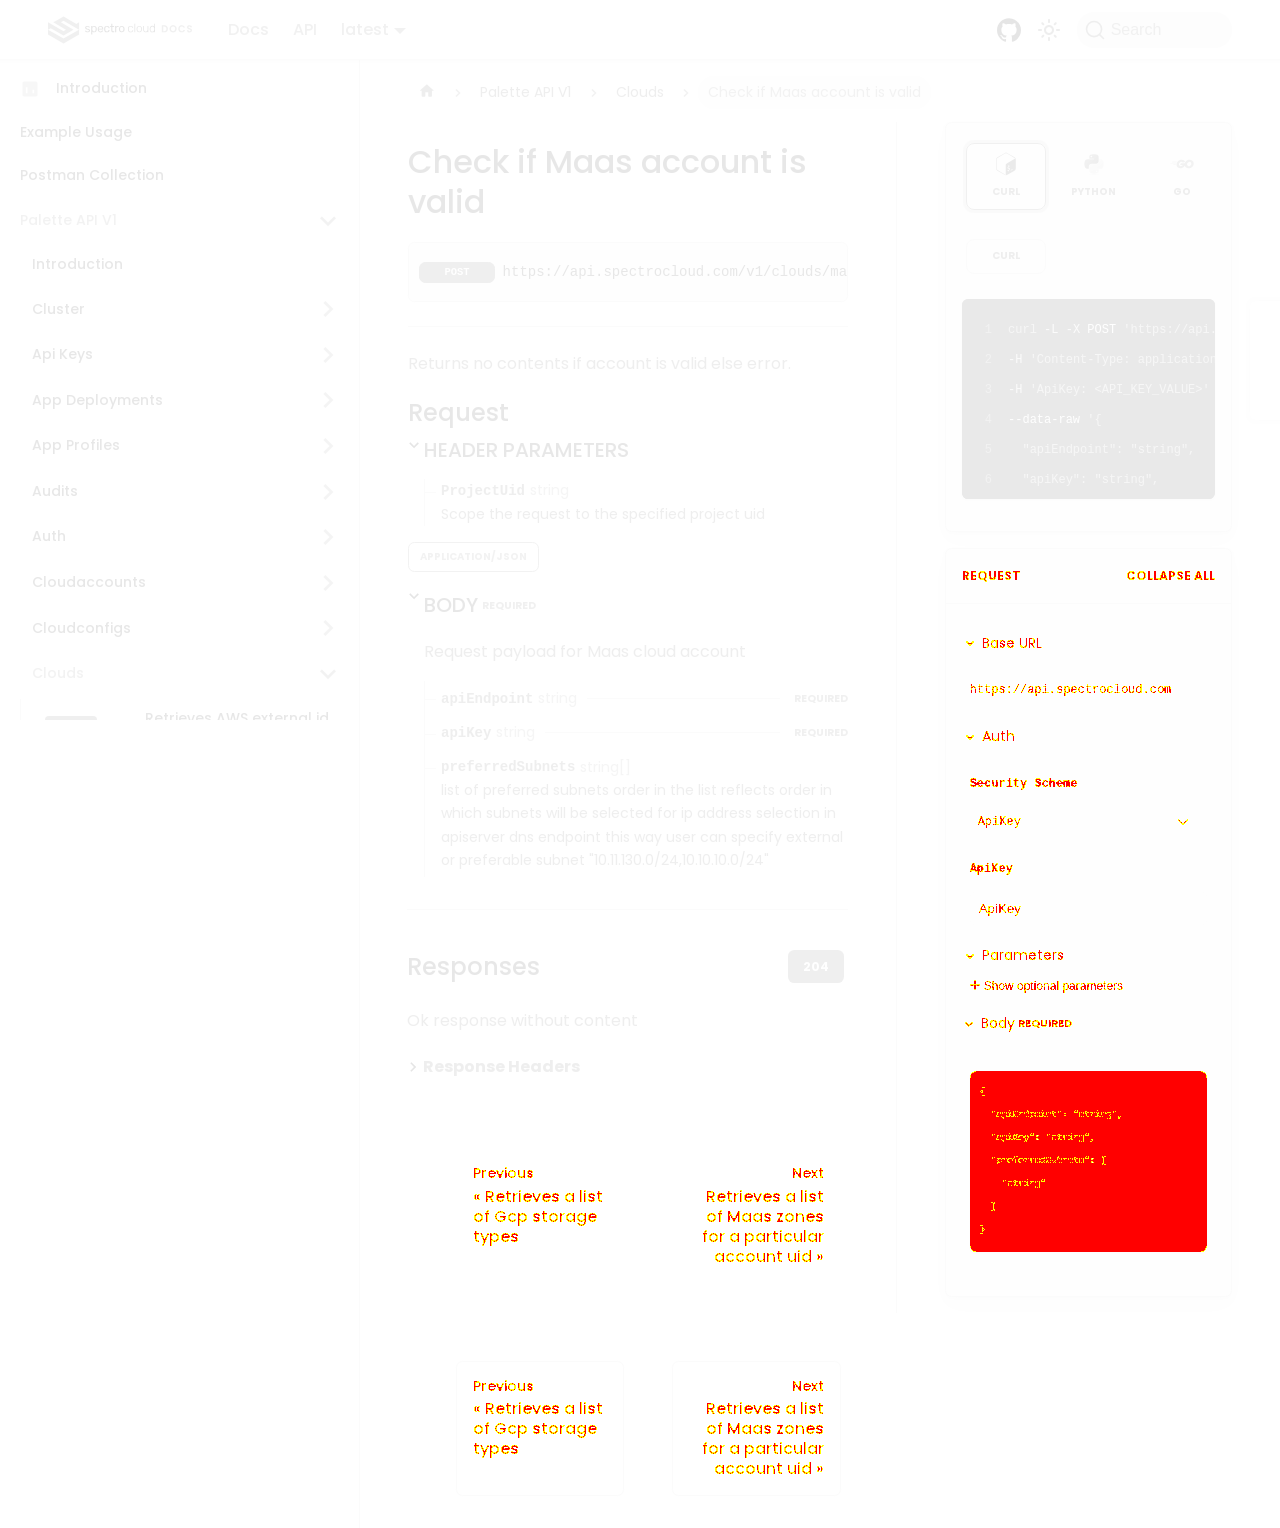 spectro cloud DOCS
Docs
API
latest
Search
Introduction
Example Usage
Postman Collection
Palette API V1
Introduction
Cluster
Api Keys
App Deployments
App Profiles
Audits
Auth
Cloudaccounts
Cloudconfigs
Clouds
Retrieves AWS external id
Palette API V1
Clouds
Check if Maas account is valid
Check if Maas account is
valid
POST https://api.spectrocloud.com/v1/clouds/ma
Returns no contents if account is valid else error.
Request
HEADER PARAMETERS
ProjectUid string
Scope the request to the specified project uid
APPLICATION/JSON
BODY REQUIRED
Request payload for Maas cloud account
apiEndpoint string REQUIRED
apiKey string REQUIRED
preferredSubnets string[]
list of preferred subnets order in the list reflects order in
which subnets will be selected for ip address selection in
apiserver dns endpoint this way user can specify external
or preferable subnet "10.11.130.0/24,10.10.10.0/24"
Responses
204
Ok response without content
Response Headers
Previous
« Retrieves a list
of Gcp storage
types
Next
Retrieves a list
of Maas zones
for a particular
account uid »
Previous
« Retrieves a list
of Gcp storage
types
Next
Retrieves a list
of Maas zones
for a particular
account uid »
CURL
PYTHON
GO
CURL
1 curl -L -X POST 'https://api.
2 -H 'Content-Type: application
3 -H 'ApiKey: <API_KEY_VALUE>'
4 --data-raw '{
5 "apiEndpoint": "string",
6 "apiKey": "string",
REQUEST
COLLAPSE ALL
Base URL
https://api.spectrocloud.com
Auth
Security Scheme
ApiKey
ApiKey
ApiKey
Parameters
Show optional parameters
Body REQUIRED
{
"apiEndpoint": "string",
"apiKey": "string",
"preferredSubnets": [
"string"
]
}